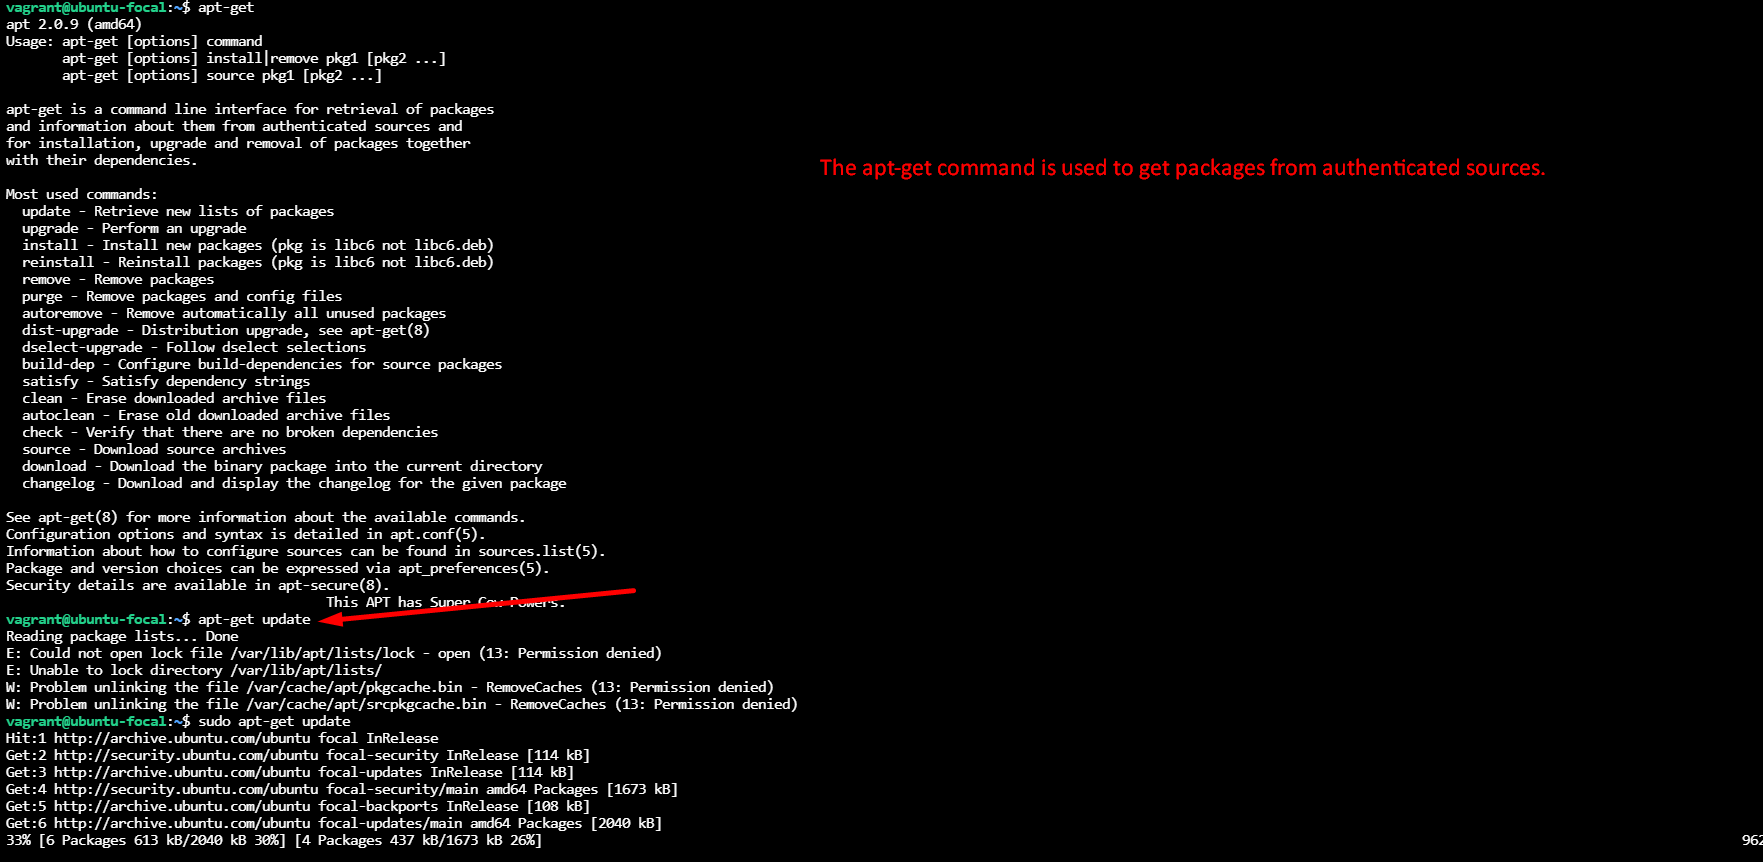 vagrant@ubuntu-focal:~$ apt-get
apt 2.0.9 (amd64)
Usage: apt-get [options] command
       apt-get [options] install|remove pkg1 [pkg2 ...]
       apt-get [options] source pkg1 [pkg2 ...]

apt-get is a command line interface for retrieval of packages
and information about them from authenticated sources and
for installation, upgrade and removal of packages together
with their dependencies.
The apt-get command is used to get packages from authenticated sources.

Most used commands:
  update - Retrieve new lists of packages
  upgrade - Perform an upgrade
  install - Install new packages (pkg is libc6 not libc6.deb)
  reinstall - Reinstall packages (pkg is libc6 not libc6.deb)
  remove - Remove packages
  purge - Remove packages and config files
  autoremove - Remove automatically all unused packages
  dist-upgrade - Distribution upgrade, see apt-get(8)
  dselect-upgrade - Follow dselect selections
  build-dep - Configure build-dependencies for source packages
  satisfy - Satisfy dependency strings
  clean - Erase downloaded archive files
  autoclean - Erase old downloaded archive files
  check - Verify that there are no broken dependencies
  source - Download source archives
  download - Download the binary package into the current directory
  changelog - Download and display the changelog for the given package

See apt-get(8) for more information about the available commands.
Configuration options and syntax is detailed in apt.conf(5).
Information about how to configure sources can be found in sources.list(5).
Package and version choices can be expressed via apt_preferences(5).
Security details are available in apt-secure(8).
                                        This APT has Super Cow Powers.
vagrant@ubuntu-focal:~$ apt-get update
Reading package lists... Done
E: Could not open lock file /var/lib/apt/lists/lock - open (13: Permission denied)
E: Unable to lock directory /var/lib/apt/lists/
W: Problem unlinking the file /var/cache/apt/pkgcache.bin - RemoveCaches (13: Permission denied)
W: Problem unlinking the file /var/cache/apt/srcpkgcache.bin - RemoveCaches (13: Permission denied)
vagrant@ubuntu-focal:~$ sudo apt-get update
Hit:1 http://archive.ubuntu.com/ubuntu focal InRelease
Get:2 http://security.ubuntu.com/ubuntu focal-security InRelease [114 kB]
Get:3 http://archive.ubuntu.com/ubuntu focal-updates InRelease [114 kB]
Get:4 http://security.ubuntu.com/ubuntu focal-security/main amd64 Packages [1673 kB]
Get:5 http://archive.ubuntu.com/ubuntu focal-backports InRelease [108 kB]
Get:6 http://archive.ubuntu.com/ubuntu focal-updates/main amd64 Packages [2040 kB]
33% [6 Packages 613 kB/2040 kB 30%] [4 Packages 437 kB/1673 kB 26%] 962